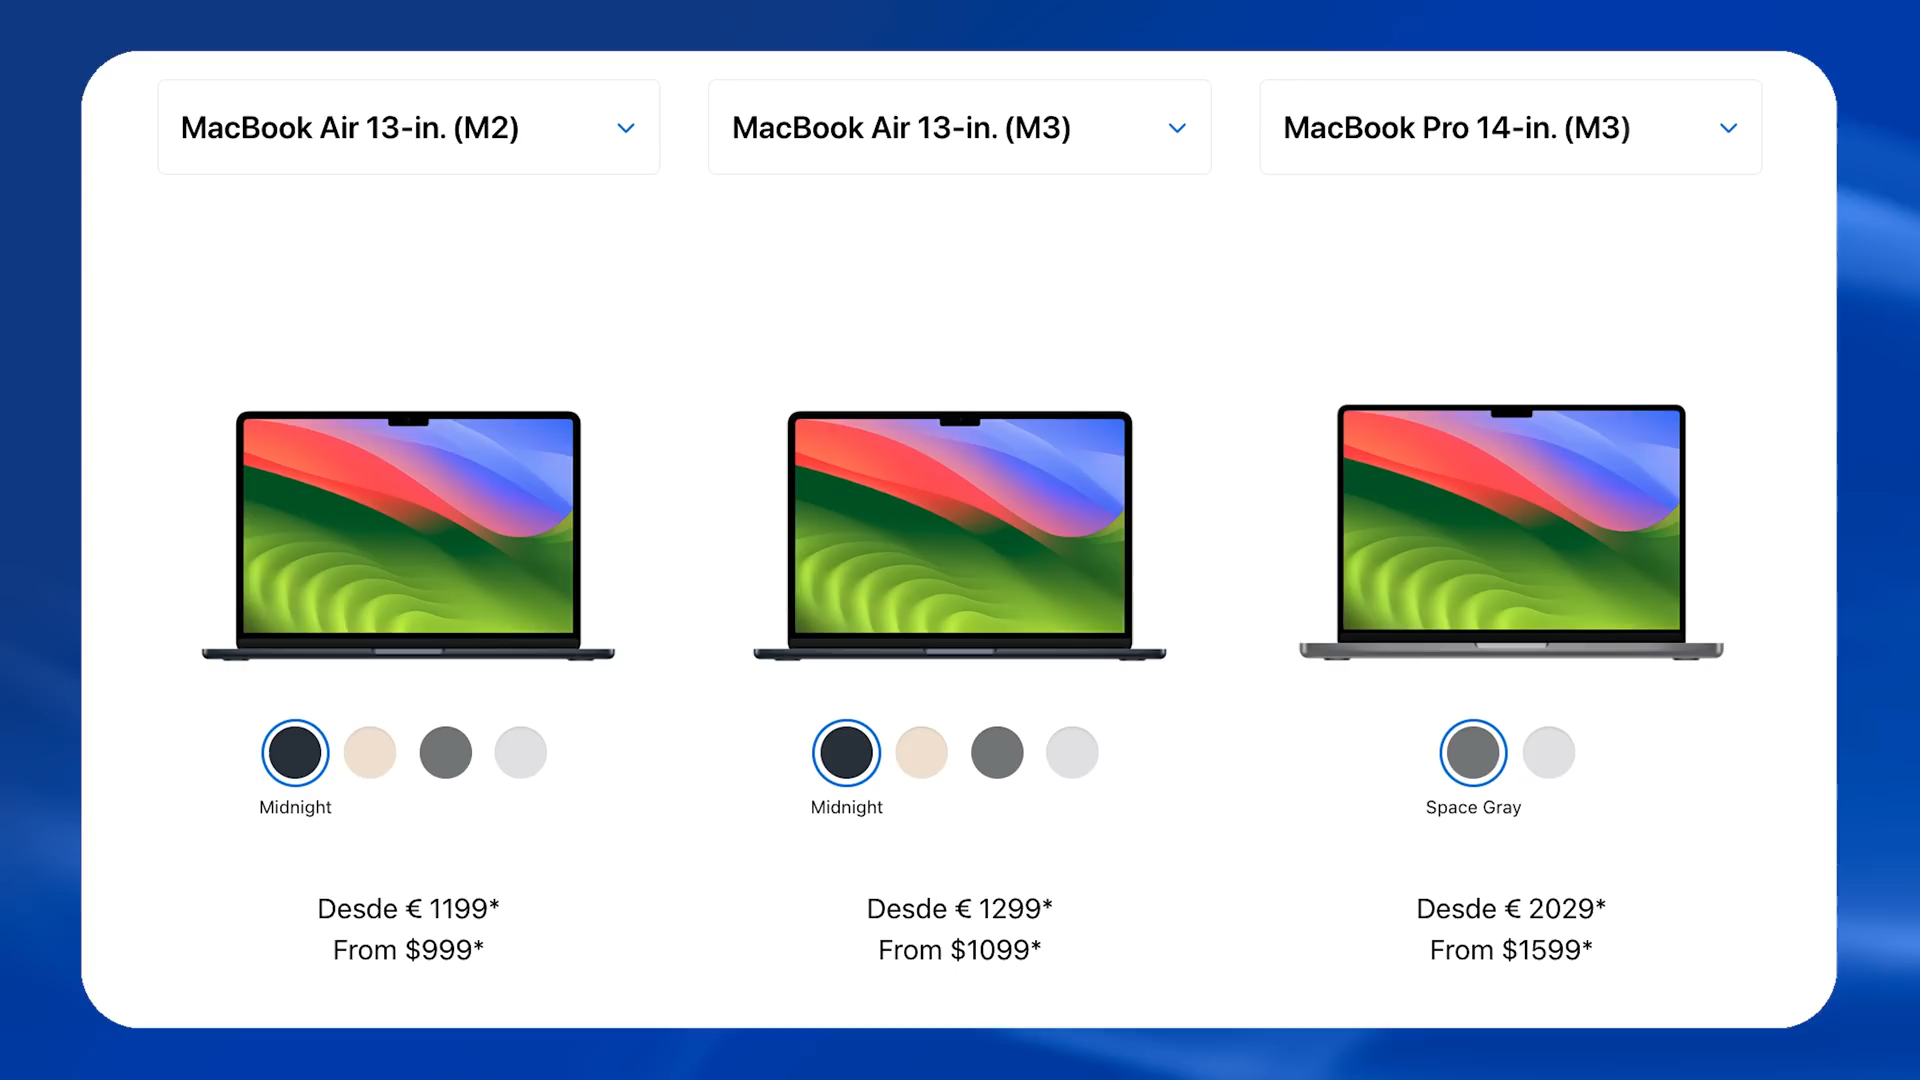 MacBook Air 13-in. (M2)
MacBook Air 13-in. (M3)
MacBook Pro 14-in. (M3)
Midnight
Midnight
Space Gray
Desde € 1199*
From $999*
Desde € 1299*
From $1099*
Desde € 2029*
From $1599*